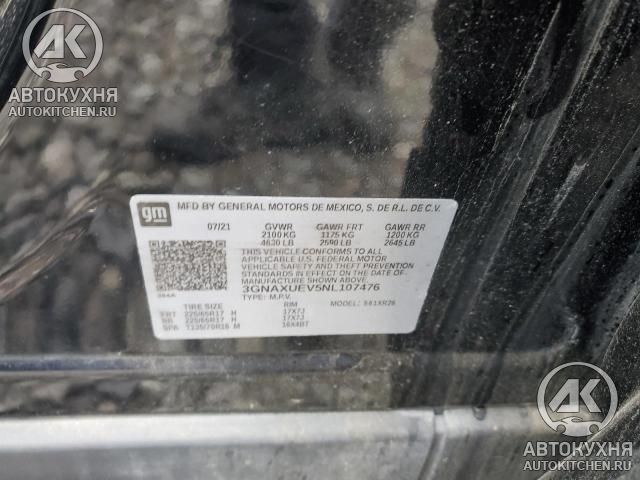 АК
АВТОКУХНЯ
AUTOKITCHEN.RU
gm
MFD BY GENERAL MOTORS DE MEXICO, S. DE R.L. DE C.V.
07/21 GVWR GAWR FRT GAWR RR
2100 KG 1175 KG 1200 KG
4630 LB 2590 LB 2645 LB
THIS VEHICLE CONFORMS TO ALL
APPLICABLE U.S. FEDERAL MOTOR
VEHICLE SAFETY AND THEFT PREVENTION
STANDARDS IN EFFECT ON THE DATE OF
MANUFACTURE SHOWN ABOVE.
3GNAXUEV5NL107476
TYPE: M.P.V. MODEL:
TIRE SIZE RIM
FRT 225/65R17 H 17X7J
RR 225/65R17 H 17X7J
SPA T135/70R16 M 16X4BT
АК
АВТОКУХНЯ
AUTOKITCHEN.RU